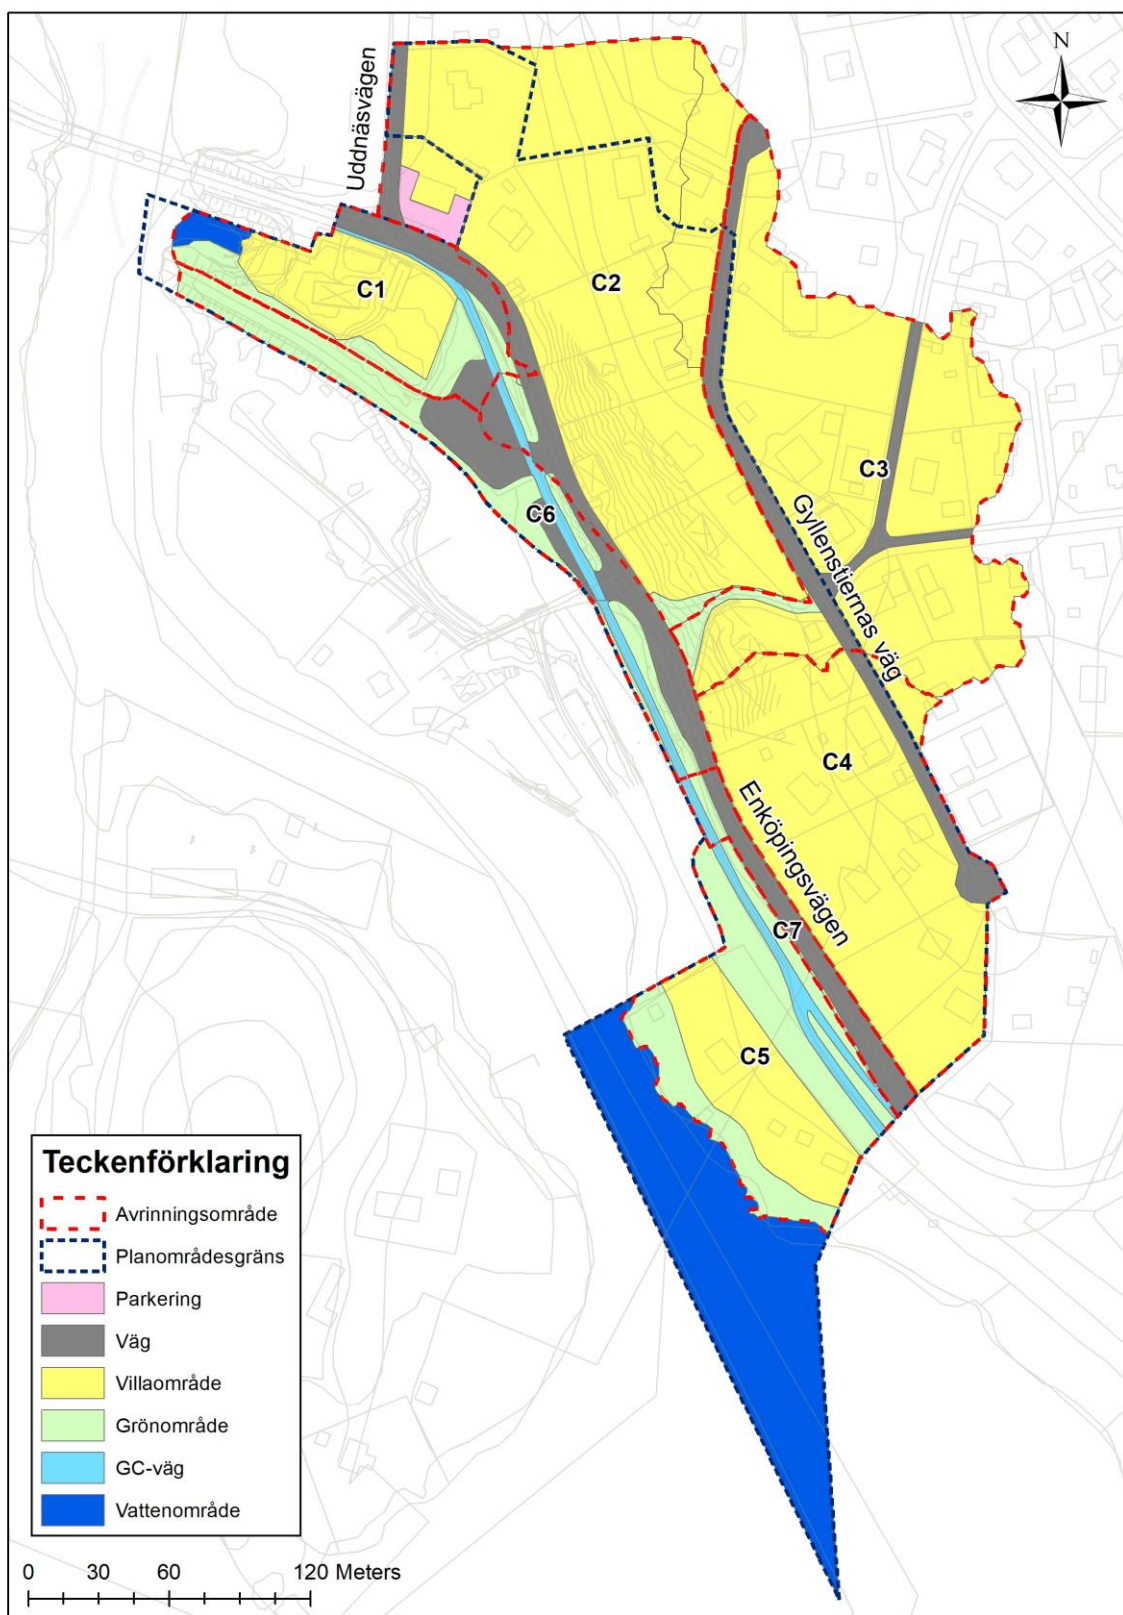 N
Uddnäsvägen
C1
C2
C3
Gyllenstiernas väg
C6
C4
Enköpingsvägen
C7
C5
Teckenförklaring
Avrinningsområde
Planområdesgräns
Parkering
Väg
Villaområde
Grönområde
GC-väg
Vattenområde
0 30 60 120 Meters